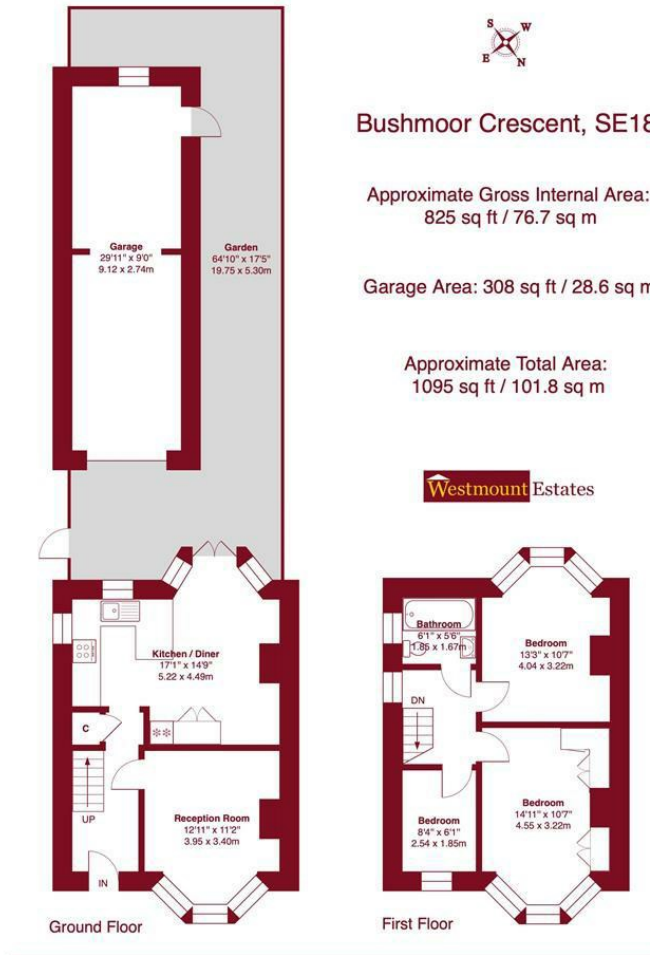 S W
E N
Bushmoor Crescent, SE18
Approximate Gross Internal Area:
825 sq ft / 76.7 sq m
Garage
29'11" x 9'0"
9.12 x 2.74m
Garden
64'10" x 17'5"
19.75 x 5.30m
Garage Area: 308 sq ft / 28.6 sq m
Approximate Total Area:
1095 sq ft / 101.8 sq m
Westmount Estates
Kitchen / Diner
17'1" x 14'9"
5.22 x 4.49m
C
UP
Reception Room
12'11" x 11'2"
3.95 x 3.40m
IN
Ground Floor
Bathroom
6'1" x 5'6"
1.85 x 1.67m
Bedroom
13'3" x 10'7"
4.04 x 3.22m
DN
Bedroom
8'4" x 6'1"
2.54 x 1.85m
Bedroom
14'11" x 10'7"
4.55 x 3.22m
First Floor